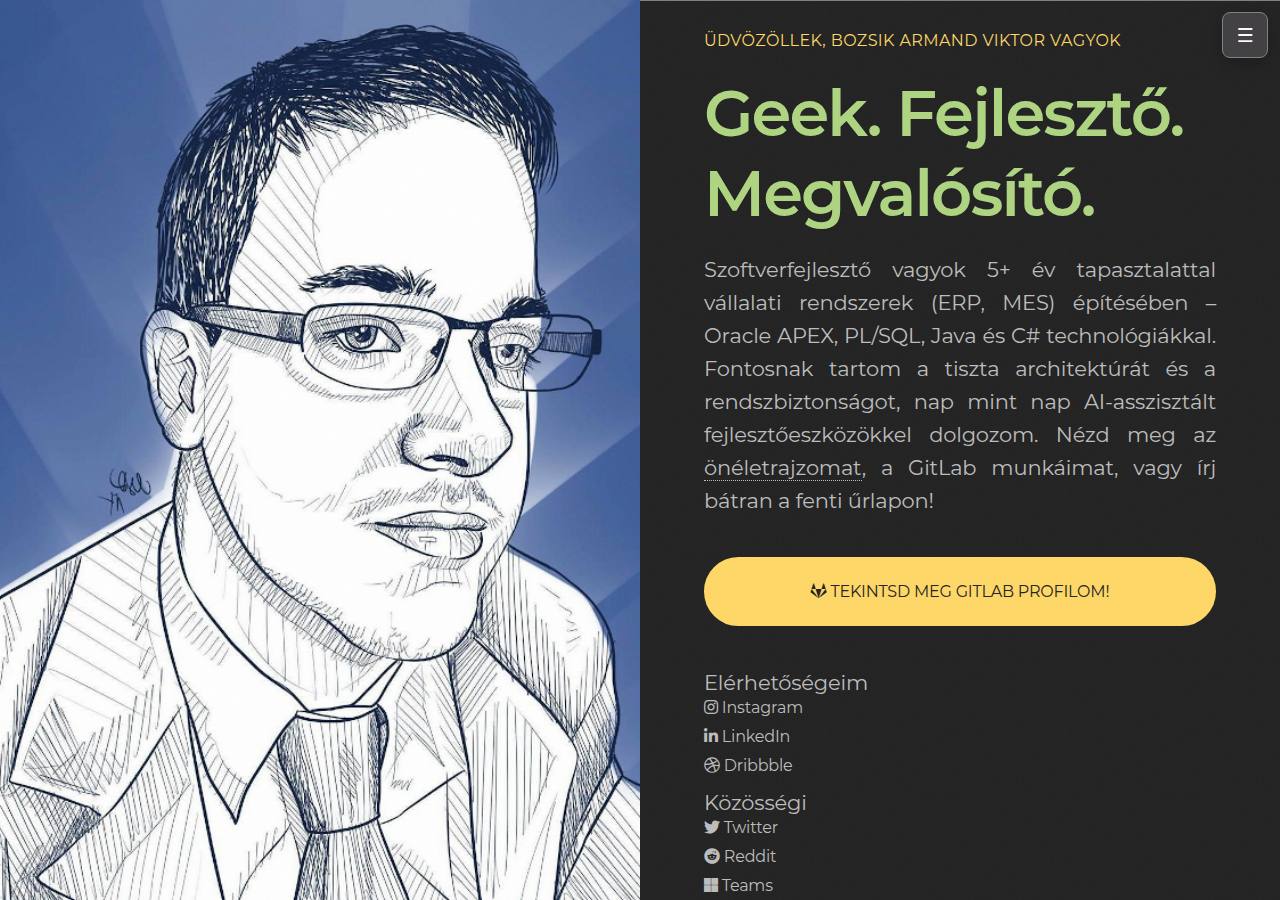 ÜDVÖZÖLLEK, BOZSIK ARMAND VIKTOR VAGYOK
Geek. Fejlesztő.
Megvalósító.
Szoftverfejlesztő vagyok 5+ év tapasztalattal
vállalati rendszerek (ERP, MES) építésében –
Oracle APEX, PL/SQL, Java és C# technológiákkal.
Fontosnak tartom a tiszta architektúrát és a
rendszbiztonságot, nap mint nap AI-asszisztált
fejlesztőeszközökkel dolgozom. Nézd meg az
önéletrajzomat, a GitLab munkáimat, vagy írj
bátran a fenti űrlapon!
TEKINTSD MEG GITLAB PROFILOM!
Elérhetőségeim
Instagram
LinkedIn
Dribbble
Közösségi
Twitter
Reddit
Teams